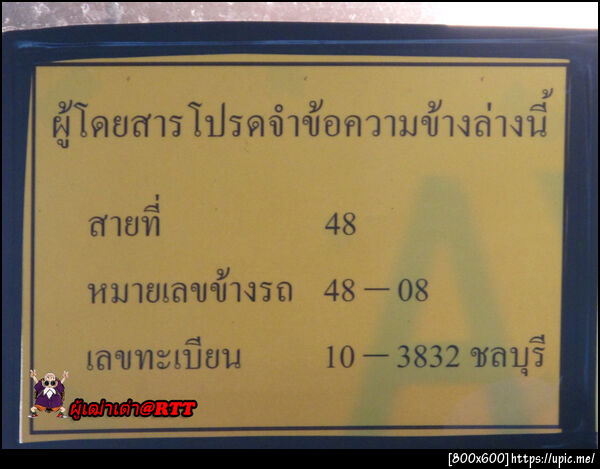 ผู้โดยสารโปรดจำข้อความข้างล่างนี้
สายที่ 48
หมายเลขข้างรถ 48 – 08
เลขทะเบียน 10 – 3832 ชลบุรี
ผู้เฒ่าเต่า@RTT
[800x600] https://upic.me/